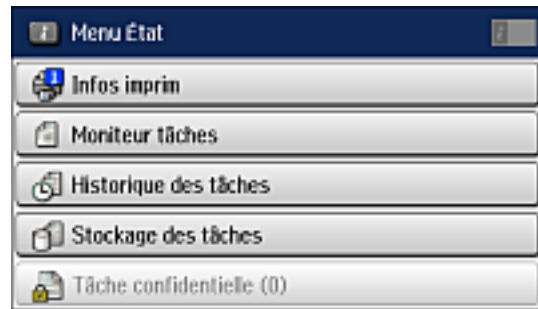 Menu État
Infos imprim
Moniteur tâches
Historique des tâches
Stockage des tâches
Tâche confidentielle (0)